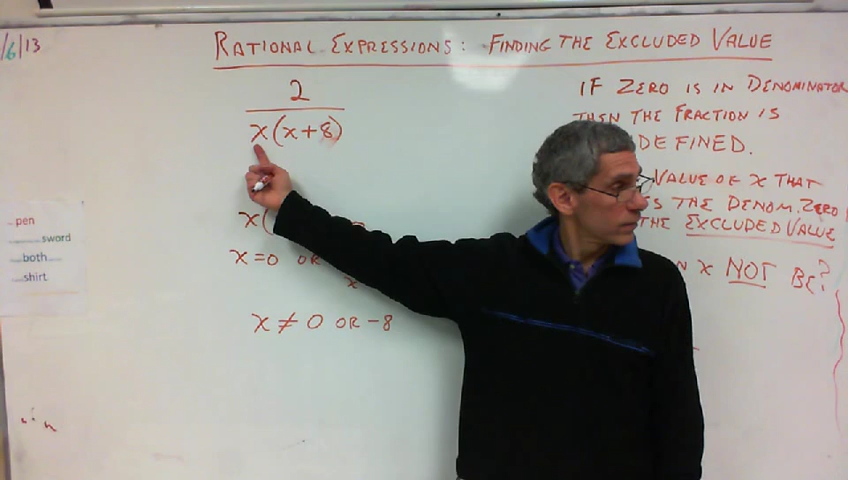 /6/13
RATIONAL EXPRESSIONS: FINDING THE EXCLUDED VALUE
2
x(x+8)
x(
x=0 OR
x
x ≠ 0 OR -8
IF ZERO IS IN DENOMINATOR
THEN THE FRACTION IS
DEFINED.
VALUE OF x THAT
THE DENOM. ZERO
THE EXCLUDED VALUE
x NOT BE?
pen
sword
both
shirt